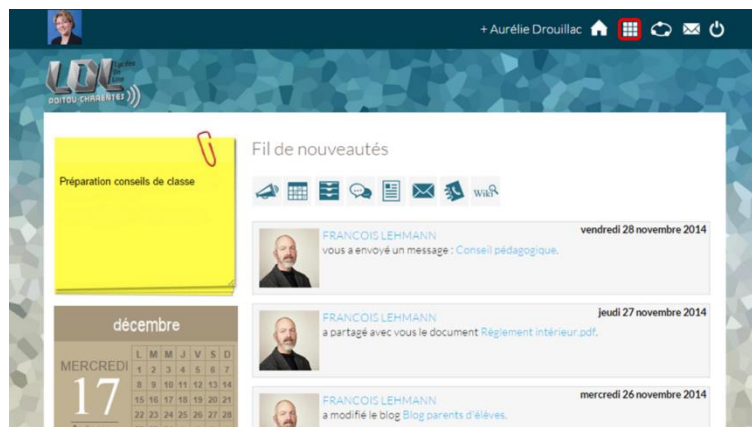 + Aurélie Drouillac
LOL
Lycées
En
Line
POITOU-CHARENTES
Préparation conseils de classe
Fil de nouveautés
Wiki
FRANCOIS LEHMANN
vendredi 28 novembre 2014
vous a envoyé un message : Conseil pédagogique.
FRANCOIS LEHMANN
jeudi 27 novembre 2014
a partagé avec vous le document Règlement intérieur.pdf.
FRANCOIS LEHMANN
mercredi 26 novembre 2014
a modifié le blog Blog parents d'élèves.
décembre
MERCREDI
17
L M M J V S D
1 2 3 4 5 6 7
8 9 10 11 12 13 14
15 16 17 18 19 20 21
22 23 24 25 26 27 28